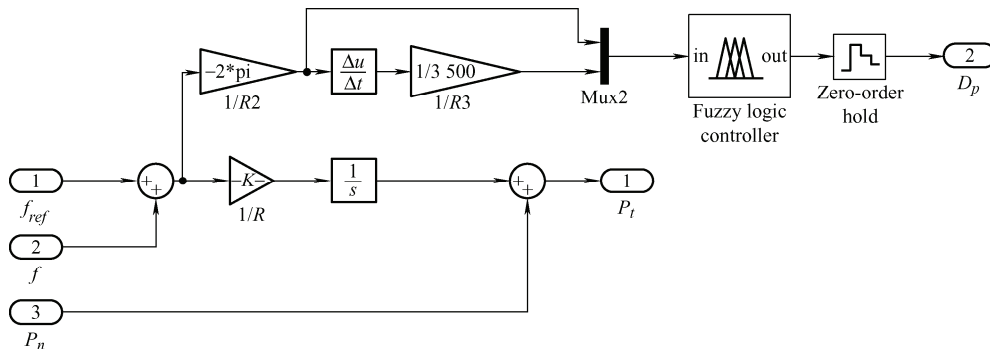 −2*pi
1/R2
Δu
Δt
1/3 500
1/R3
Mux2
in
out
Fuzzy logic
controller
Zero-order
hold
2
D_p
1
f_ref
+
+
−K−
1/R
1
s
+
+
1
P_t
2
f
3
P_n